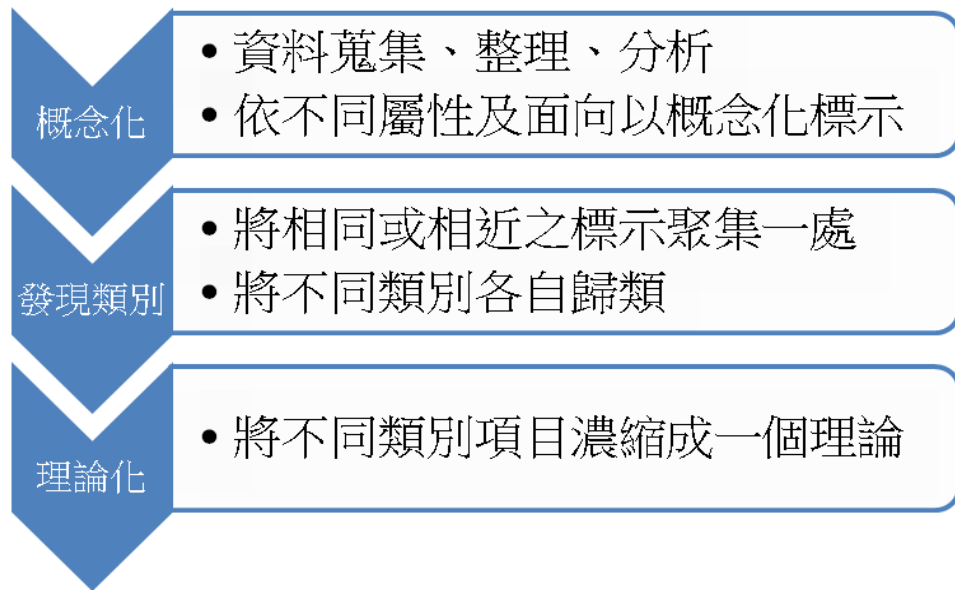 概念化
• 資料蒐集、整理、分析
• 依不同屬性及面向以概念化標示
發現類別
• 將相同或相近之標示聚集一處
• 將不同類別各自歸類
理論化
• 將不同類別項目濃縮成一個理論